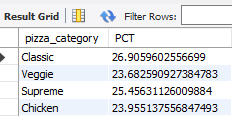 Result Grid Filter Rows:
pizza_category PCT
Classic 26.9059602556699
Veggie 23.682590927384783
Supreme 25.45631126009884
Chicken 23.955137556847493